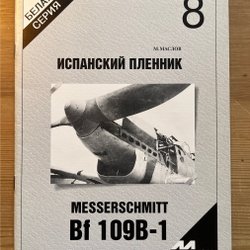 БЕЛАЯ
СЕРИЯ
8
М.МАСЛОВ
ИСПАНСКИЙ ПЛЕННИК
MESSERSCHMITT
Bf 109B-1
М